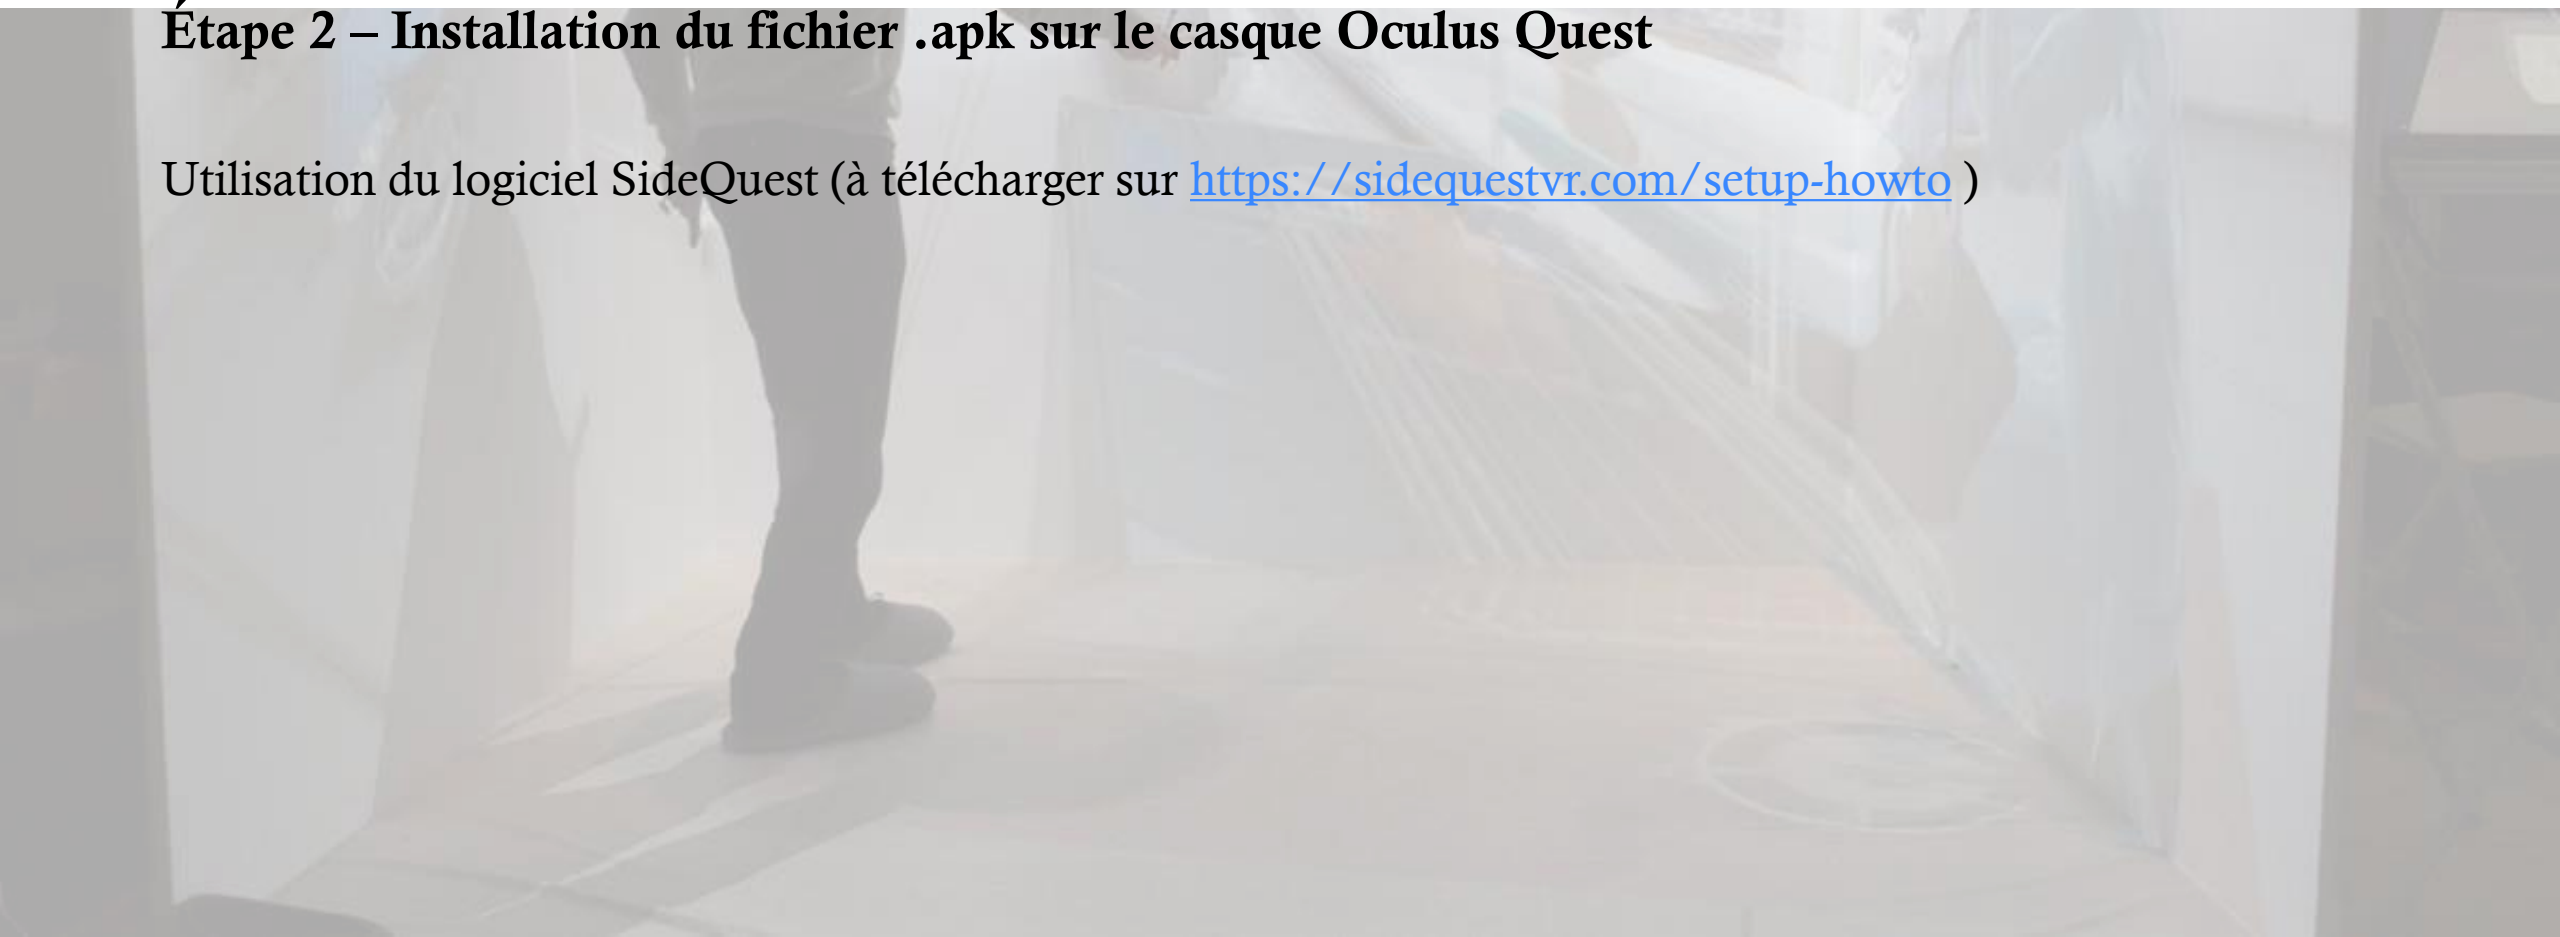 Étape 2 – Installation du fichier .apk sur le casque Oculus Quest
Utilisation du logiciel SideQuest (à télécharger sur https://sidequestvr.com/setup-howto )